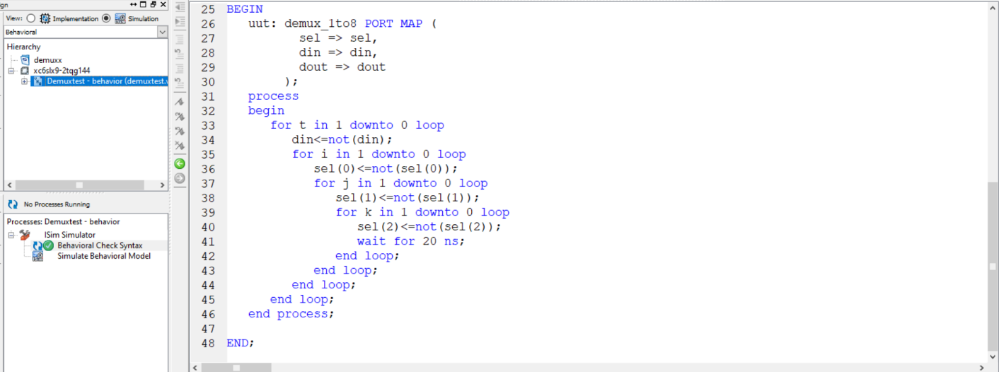 ign
View: Implementation Simulation
Behavioral
Hierarchy
demuxx
xc6slx9-2tqg144
Demuxtest - behavior (demuxtest.v
No Processes Running
Processes: Demuxtest - behavior
ISim Simulator
Behavioral Check Syntax
Simulate Behavioral Model
25 BEGIN
26 uut: demux_1to8 PORT MAP (
27 sel => sel,
28 din => din,
29 dout => dout
30 );
31 process
32 begin
33 for t in 1 downto 0 loop
34 din<=not(din);
35 for i in 1 downto 0 loop
36 sel(0)<=not(sel(0));
37 for j in 1 downto 0 loop
38 sel(1)<=not(sel(1));
39 for k in 1 downto 0 loop
40 sel(2)<=not(sel(2));
41 wait for 20 ns;
42 end loop;
43 end loop;
44 end loop;
45 end loop;
46 end process;
47
48 END;